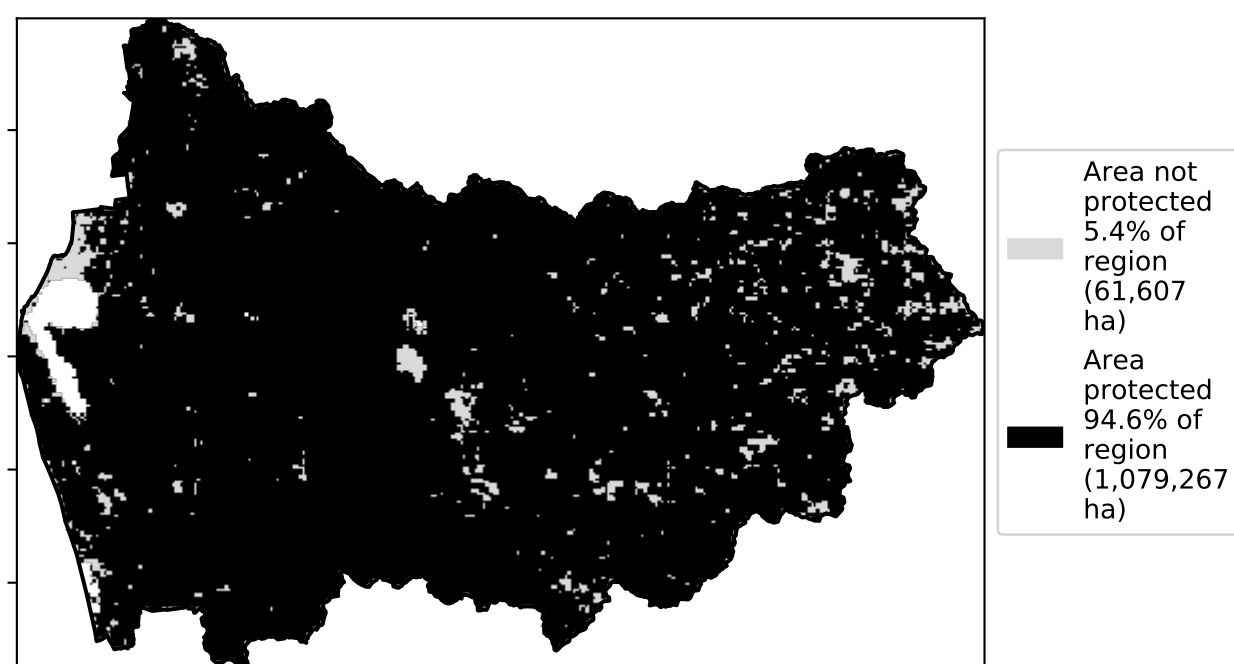 Area not
protected
5.4% of
region
(61,607
ha)
Area
protected
94.6% of
region
(1,079,267
ha)